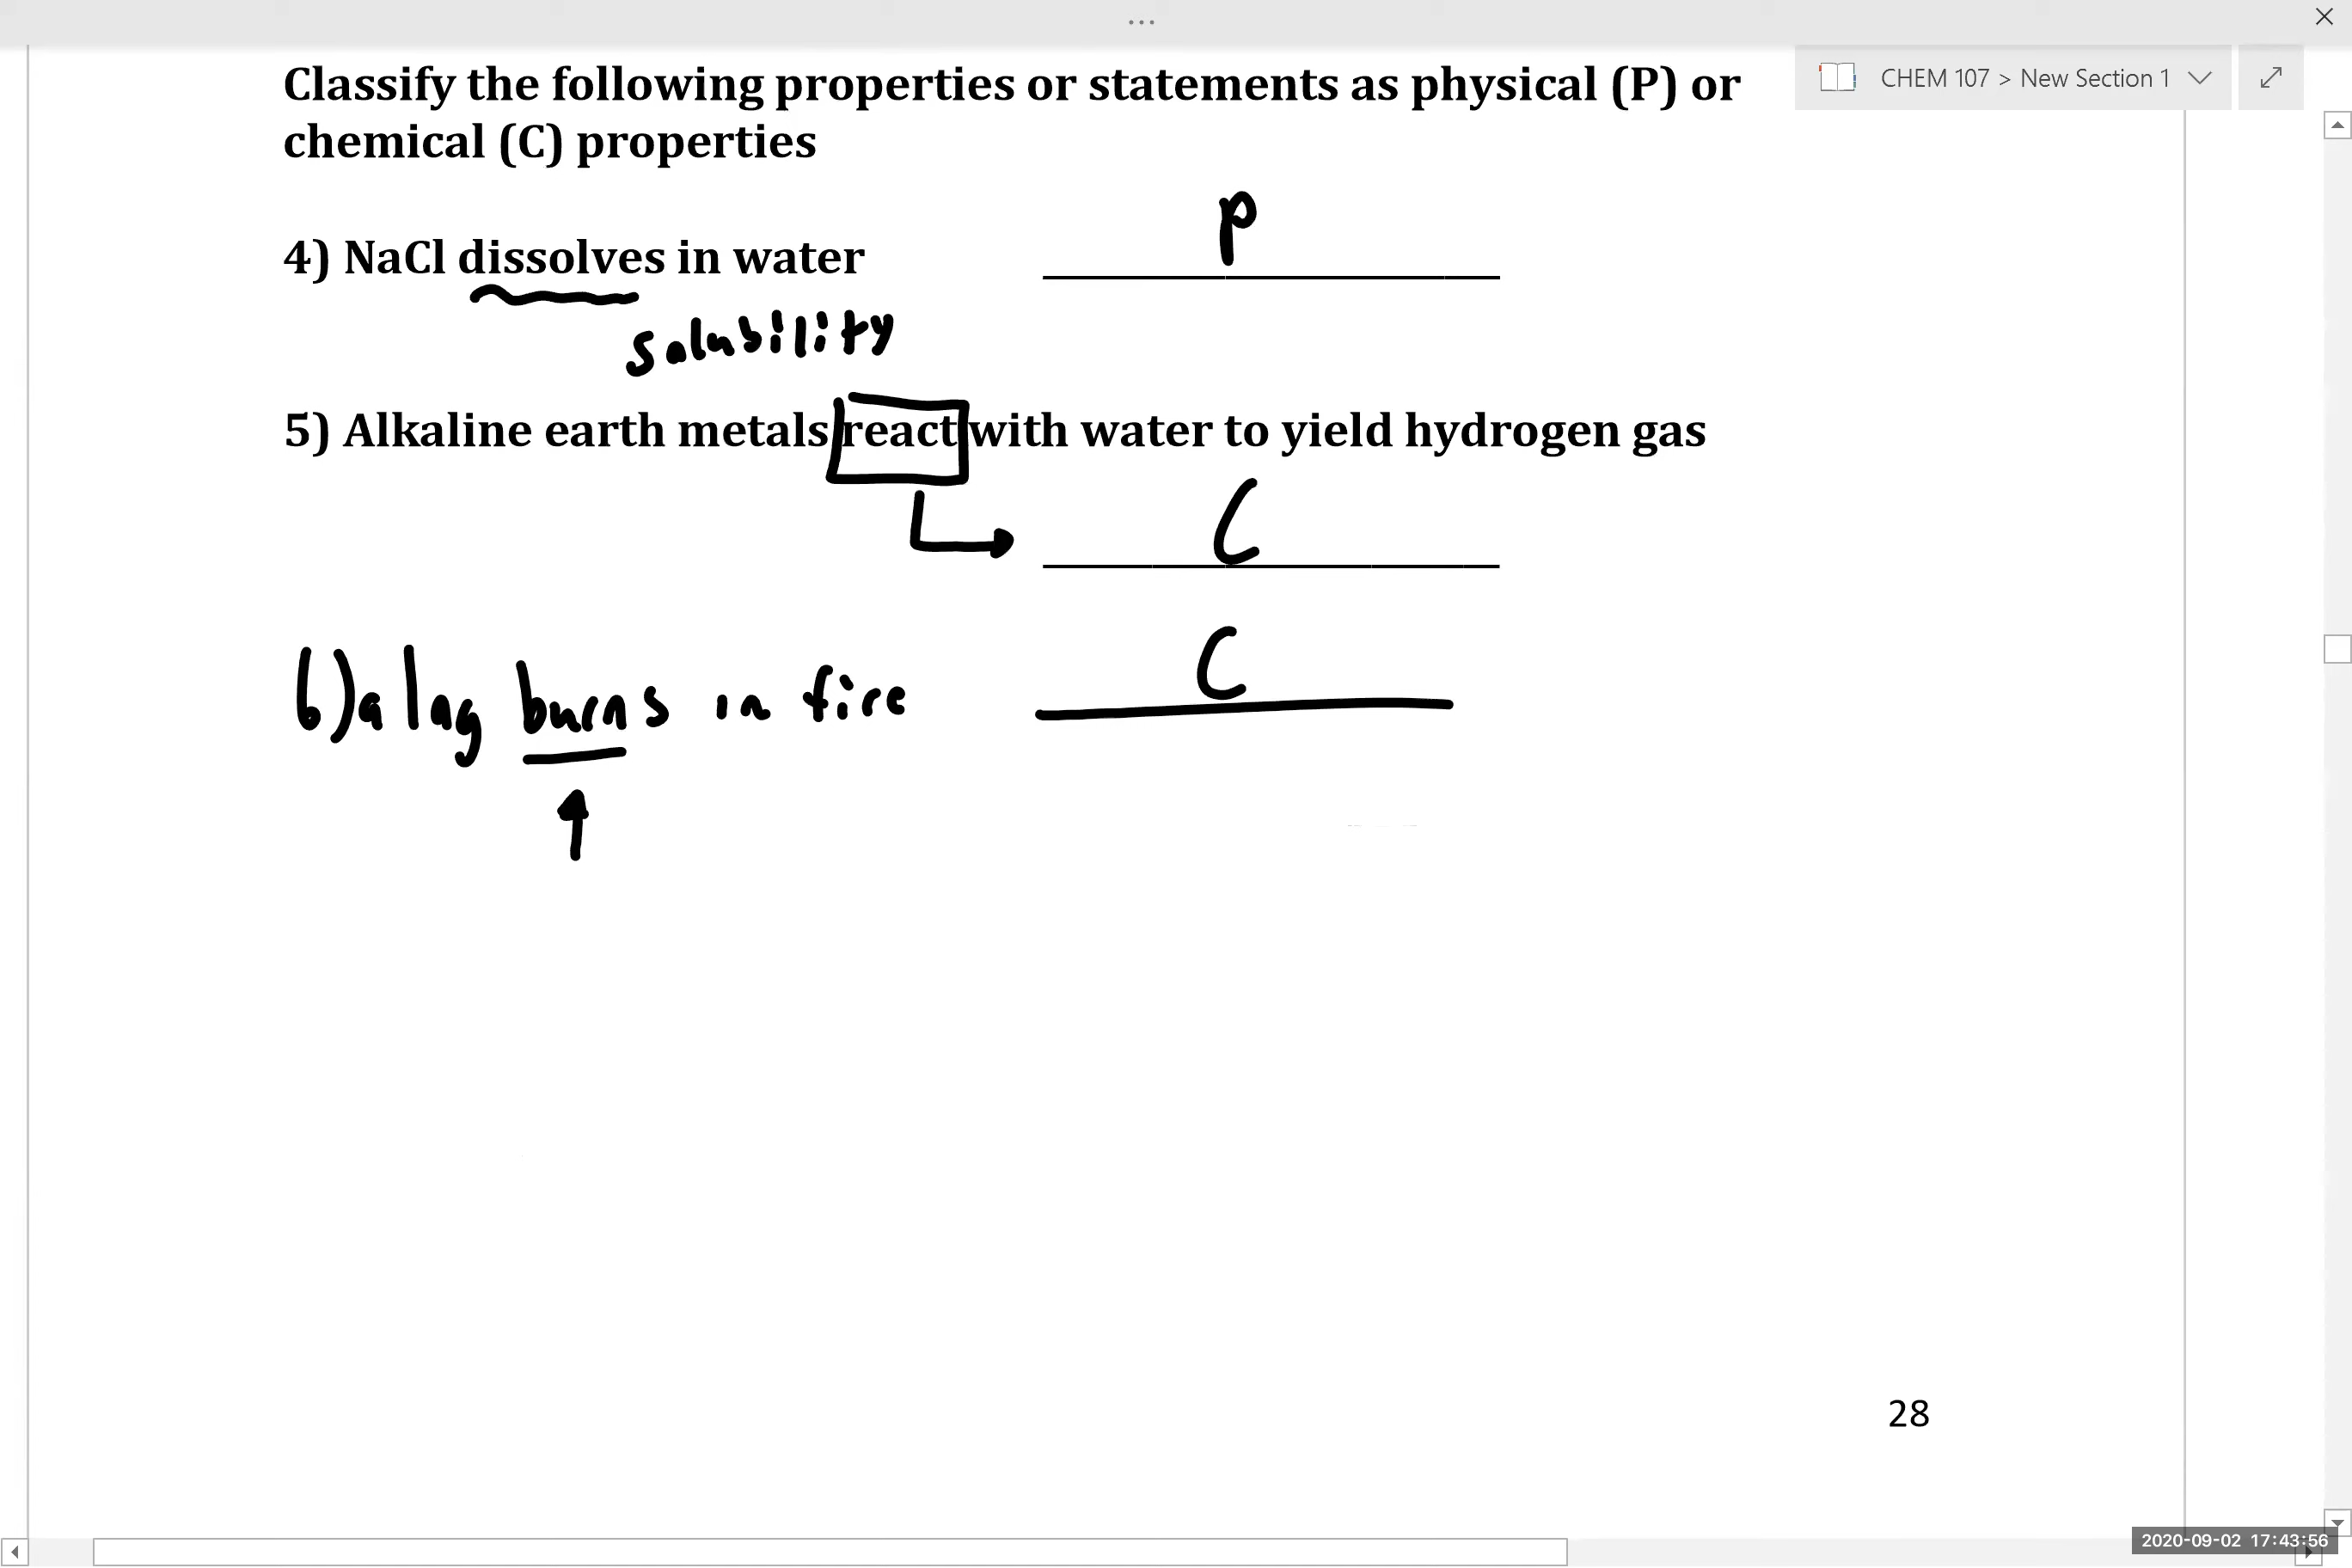 ...
CHEM 107 > New Section 1
Classify the following properties or statements as physical (P) or
chemical (C) properties
4) NaCl dissolves in water P
solubility
5) Alkaline earth metals react with water to yield hydrogen gas
C
6) a log burns in fire C
28
2020-09-02 17:43:56